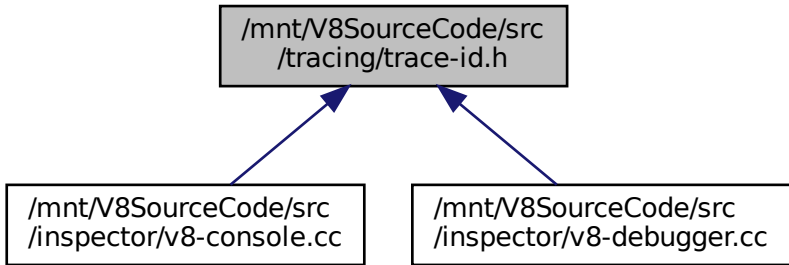 /mnt/V8SourceCode/src
/tracing/trace-id.h
/mnt/V8SourceCode/src
/inspector/v8-console.cc
/mnt/V8SourceCode/src
/inspector/v8-debugger.cc